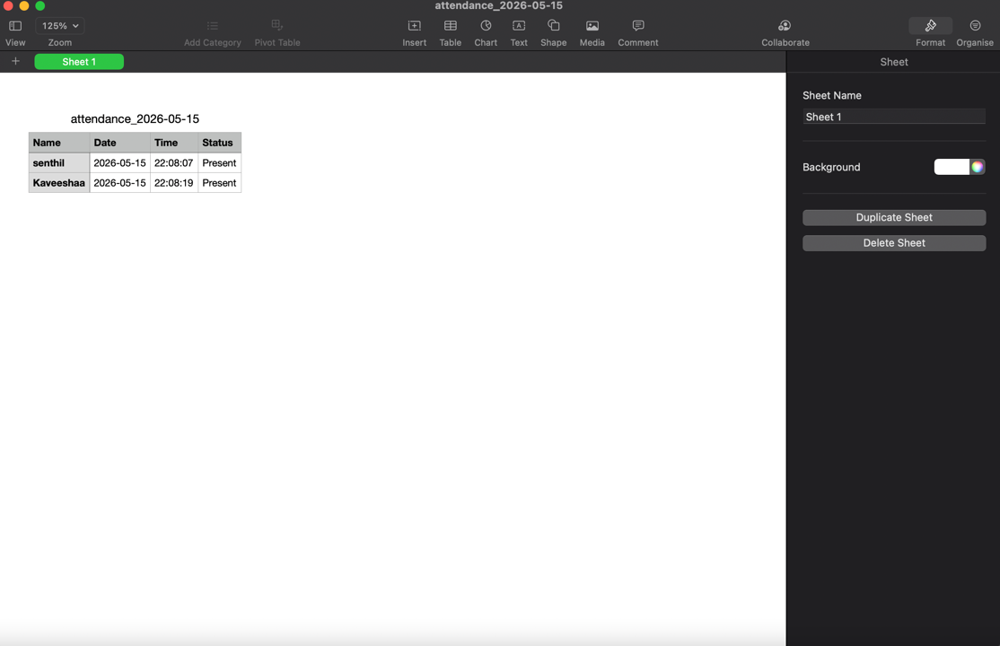 attendance_2026-05-15
125%
View
Zoom
Add Category
Pivot Table
Insert
Table
Chart
Text
Shape
Media
Comment
Collaborate
Format
Organise
Sheet 1
Sheet
attendance_2026-05-15
Name Date Time Status
senthil 2026-05-15 22:08:07 Present
Kaveeshaa 2026-05-15 22:08:19 Present
Sheet Name
Sheet 1
Background
Duplicate Sheet
Delete Sheet